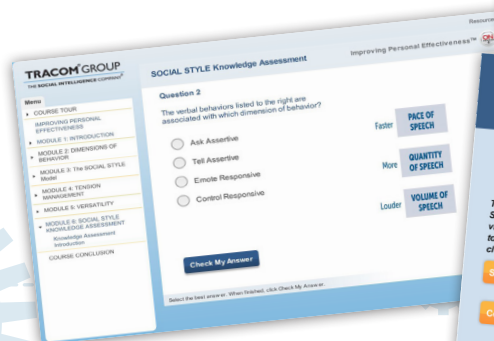 Resource
TRACOM GROUP
THE SOCIAL INTELLIGENCE COMPANY
Improving Personal Effectiveness™
SOCIAL STYLE Knowledge Assessment
Menu
COURSE TOUR
IMPROVING PERSONAL
EFFECTIVENESS
MODULE 1: INTRODUCTION
MODULE 2: DIMENSIONS OF
BEHAVIOR
MODULE 3: The SOCIAL STYLE
Model
MODULE 4: TENSION
MANAGEMENT
MODULE 5: VERSATILITY
MODULE 6: SOCIAL STYLE
KNOWLEDGE ASSESSMENT
Knowledge Assessment
Introduction
COURSE CONCLUSION
Question 2
The verbal behaviors listed to the right are
associated with which dimension of behavior?
Ask Assertive
Tell Assertive
Emote Responsive
Control Responsive
Faster PACE OF
SPEECH
More QUANTITY
OF SPEECH
Louder VOLUME OF
SPEECH
Check My Answer
Select the best answer. When finished, click Check My Answer.